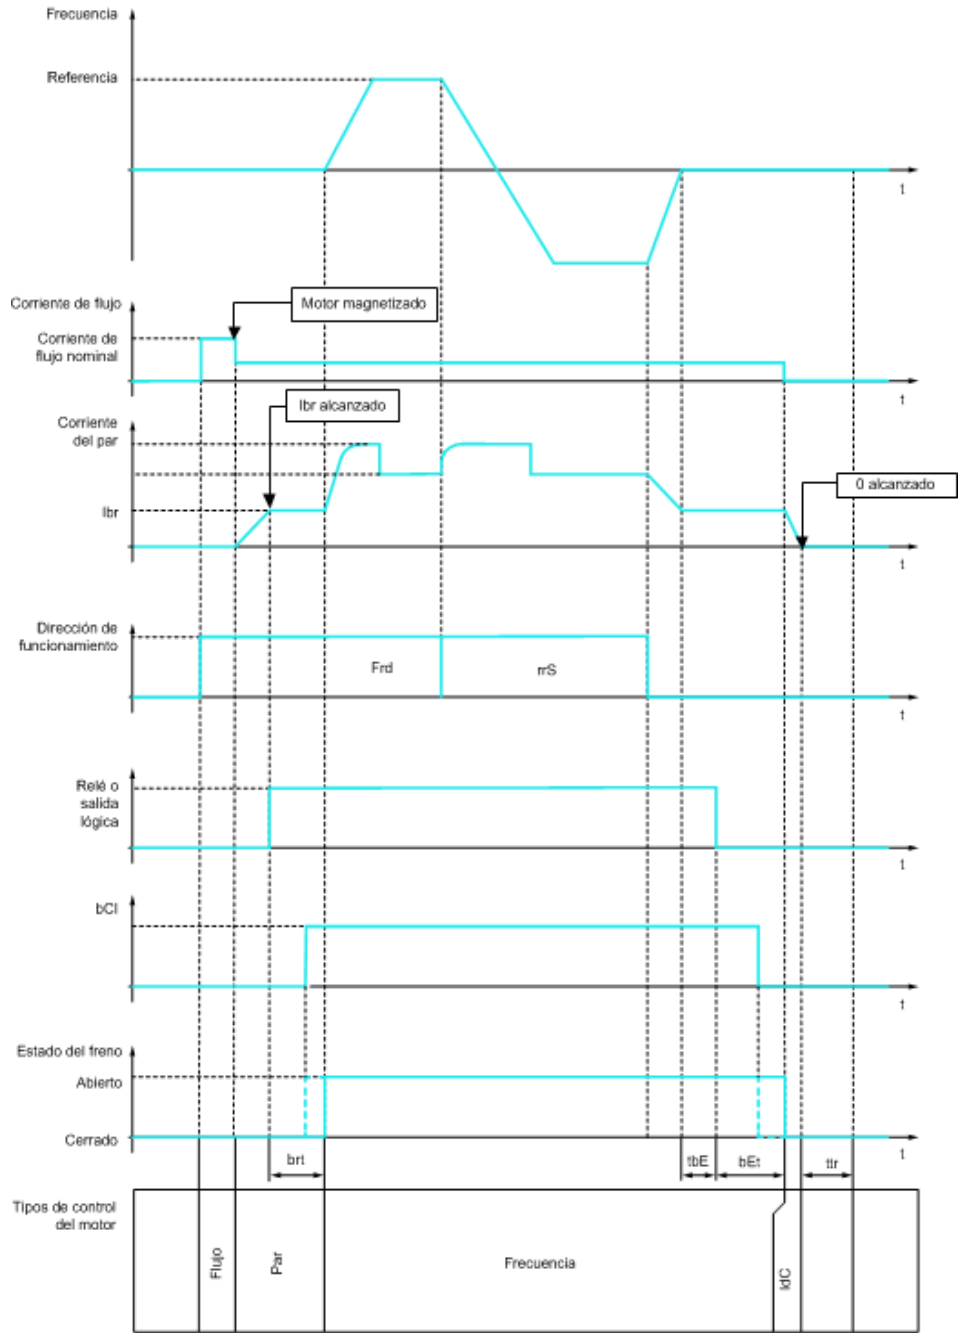 Frecuencia
Referencia
t
Corriente de flujo
Motor magnetizado
Corriente de
flujo nominal
t
Ibr alcanzado
Corriente
del par
0 alcanzado
Ibr
t
Dirección de
funcionamiento
Frd
rrS
t
Relé o
salida
lógica
t
bCI
t
Estado del freno
Abierto
Cerrado
t
brt
tbE
bEt
ttr
Tipos de control
del motor
Flujo
Par
Frecuencia
IdC